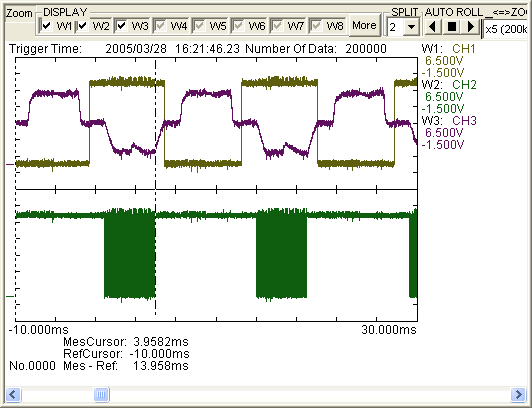 Zoom DISPLAY W1 W2 W3 W4 W5 W6 W7 W8 More SPLIT 2 AUTO ROLL <=>ZO x5 (200k
Trigger Time: 2005/03/28 16:21:46.23 Number Of Data: 200000
W1: CH1
6.500V
-1.500V
W2: CH2
6.500V
-1.500V
W3: CH3
6.500V
-1.500V
-10.000ms 30.000ms
MesCursor: 3.9582ms
RefCursor: -10.000ms
No.0000 Mes - Ref: 13.958ms